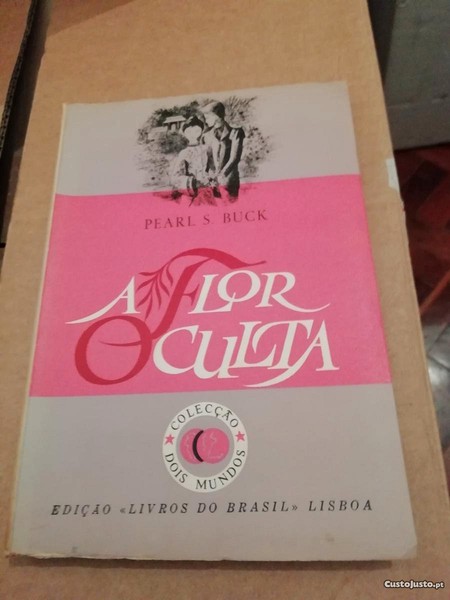 PEARL S. BUCK
A FLOR
OCULTA
COLECÇÃO
DOIS MUNDOS
EDIÇÃO «LIVROS DO BRASIL» LISBOA
CustoJusto.pt